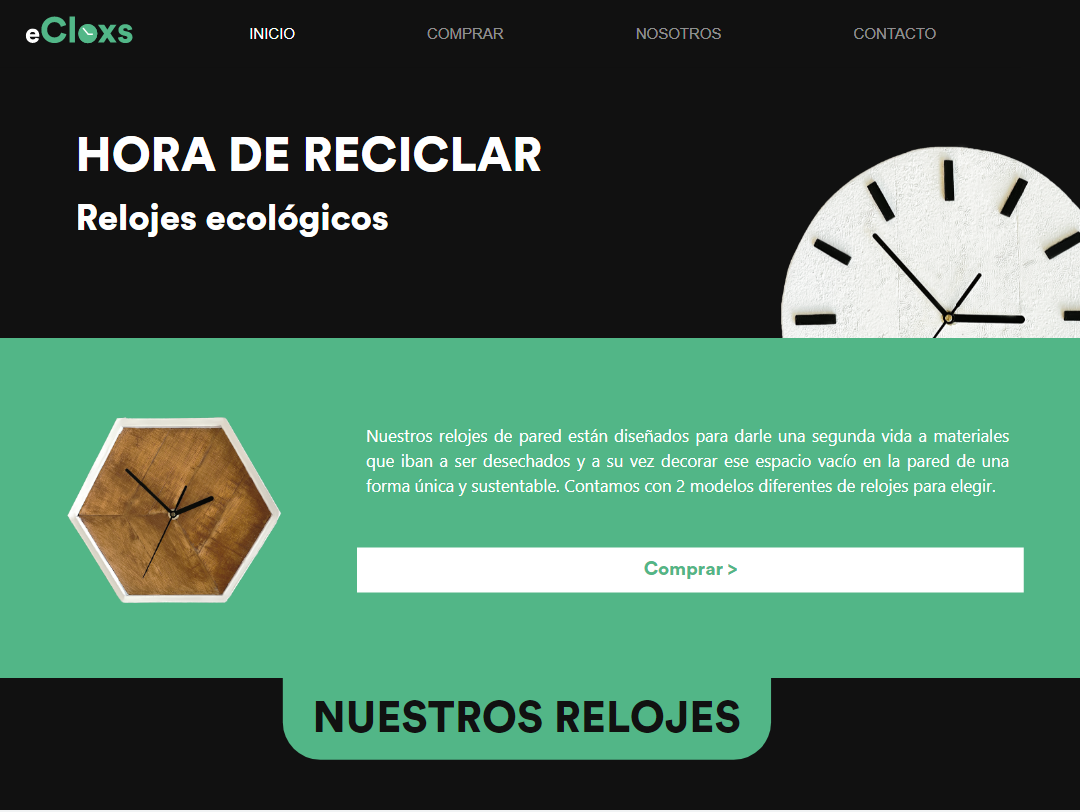 eCloxs
INICIO
COMPRAR
NOSOTROS
CONTACTO
HORA DE RECICLAR
Relojes ecológicos
Nuestros relojes de pared están diseñados para darle una segunda vida a materiales
que iban a ser desechados y a su vez decorar ese espacio vacío en la pared de una
forma única y sustentable. Contamos con 2 modelos diferentes de relojes para elegir.
Comprar >
NUESTROS RELOJES